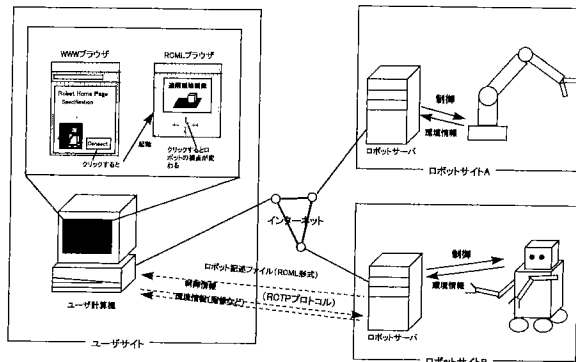 WWWブラウザ
RCMLブラウザ
Robot Home Page
Specification
Connect
クリックすると
起動
遠隔環境画像
クリックするとロ
ボットの視点が変
わる
ユーザ計算機
ユーザサイト
インターネット
ロボット記述ファイル(RCML形式)
制御情報
環境情報(画像など)
(RCTPプロトコル)
制御
環境情報
ロボットサーバ
ロボットサイトA
制御
環境情報
ロボットサーバ
ロボットサイトB